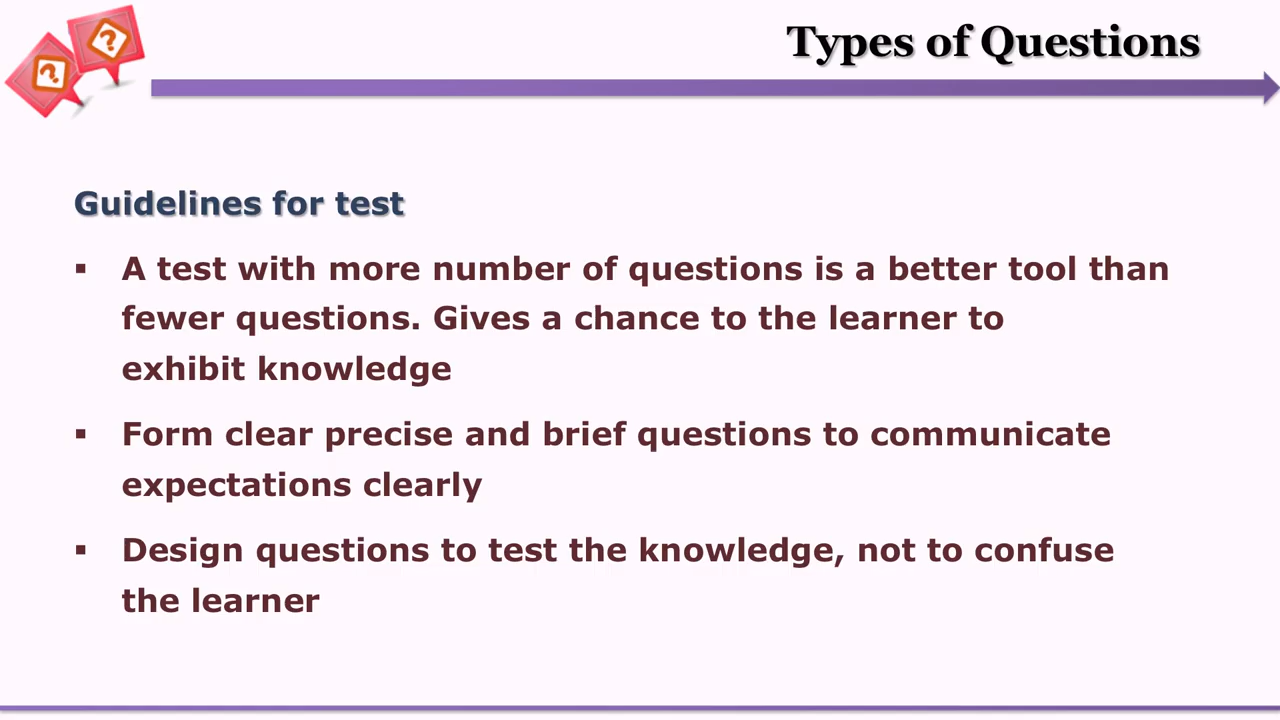 Types of Questions
Guidelines for test
▪ A test with more number of questions is a better tool than
fewer questions. Gives a chance to the learner to
exhibit knowledge
▪ Form clear precise and brief questions to communicate
expectations clearly
▪ Design questions to test the knowledge, not to confuse
the learner